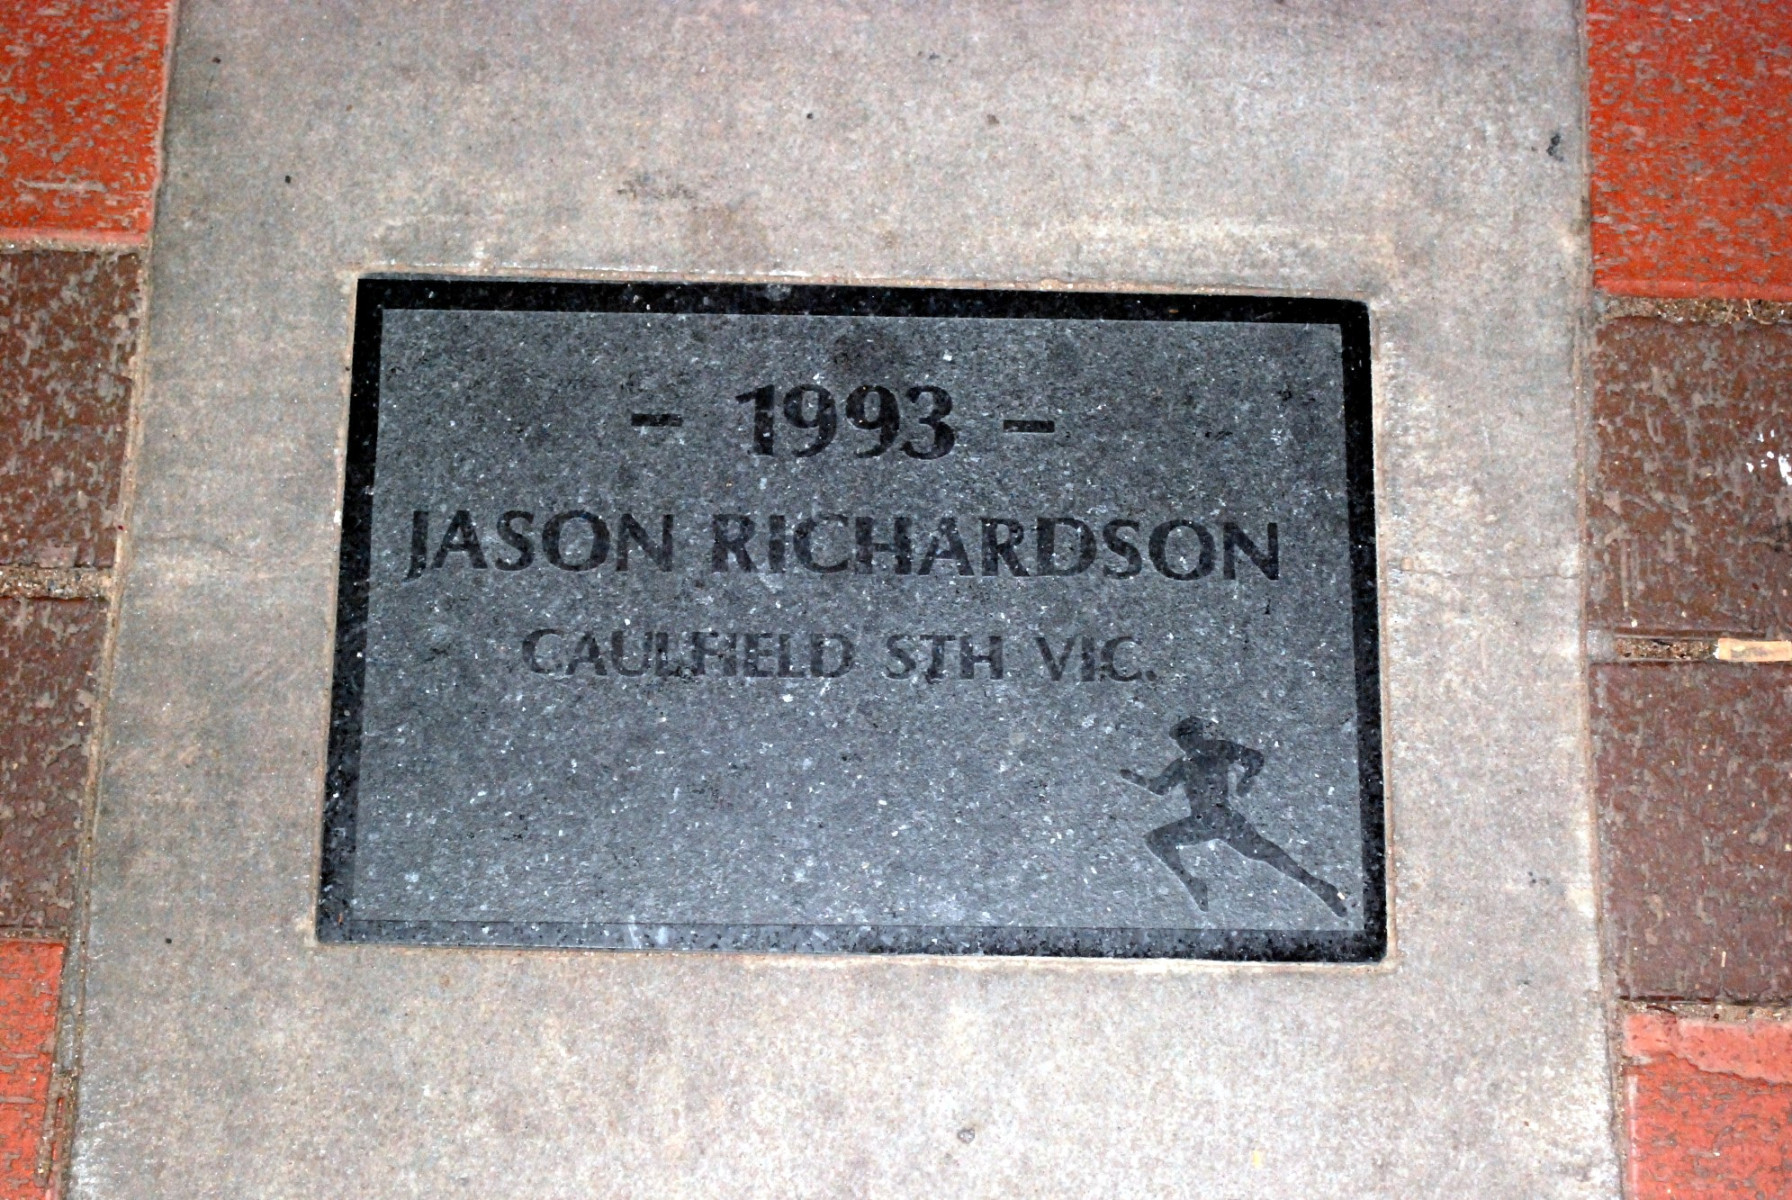 - 1993 -
JASON RICHARDSON
CAULFIELD STH VIC.